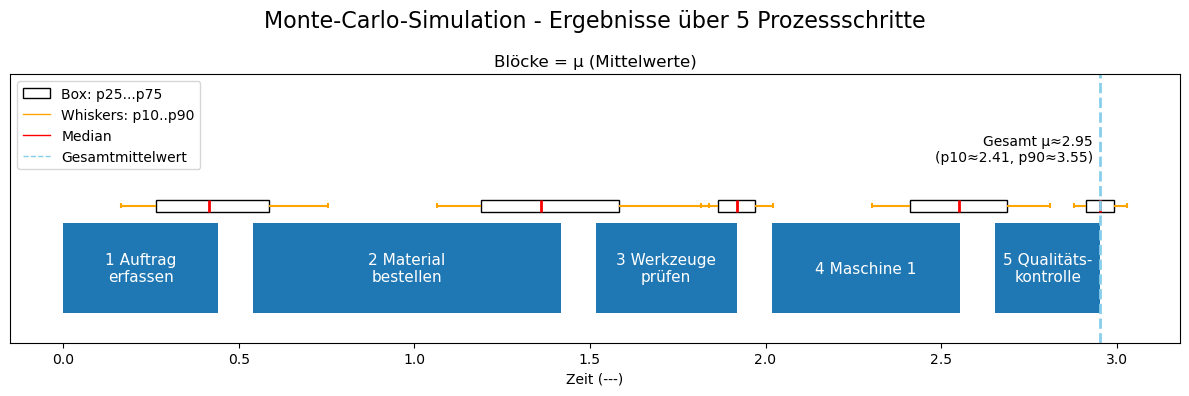 Monte-Carlo-Simulation - Ergebnisse über 5 Prozessschritte
Blöcke = μ (Mittelwerte)
Box: p25...p75
Whiskers: p10..p90
Median
Gesamtmittelwert
Gesamt μ≈2.95
(p10≈2.41, p90≈3.55)
1 Auftrag
erfassen
2 Material
bestellen
3 Werkzeuge
prüfen
4 Maschine 1
5 Qualitäts-
kontrolle
0.0 0.5 1.0 1.5 2.0 2.5 3.0
Zeit (---)